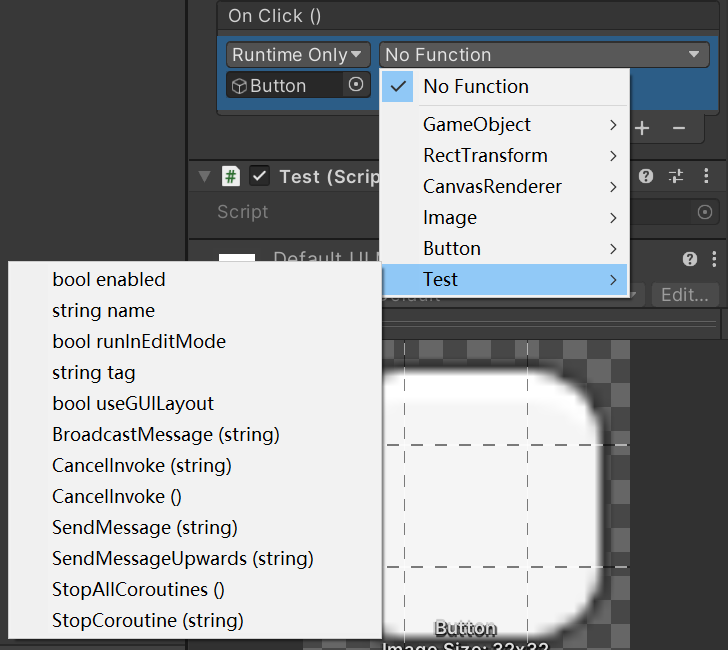 On Click ()
Runtime Only
No Function
Button
No Function
GameObject
RectTransform
CanvasRenderer
Image
Button
Test
Test (Scrip
Script
Default UI
Edit...
bool enabled
string name
bool runInEditMode
string tag
bool useGUILayout
BroadcastMessage (string)
CancelInvoke (string)
CancelInvoke ()
SendMessage (string)
SendMessageUpwards (string)
StopAllCoroutines ()
StopCoroutine (string)
Button
Image Size: 32x32